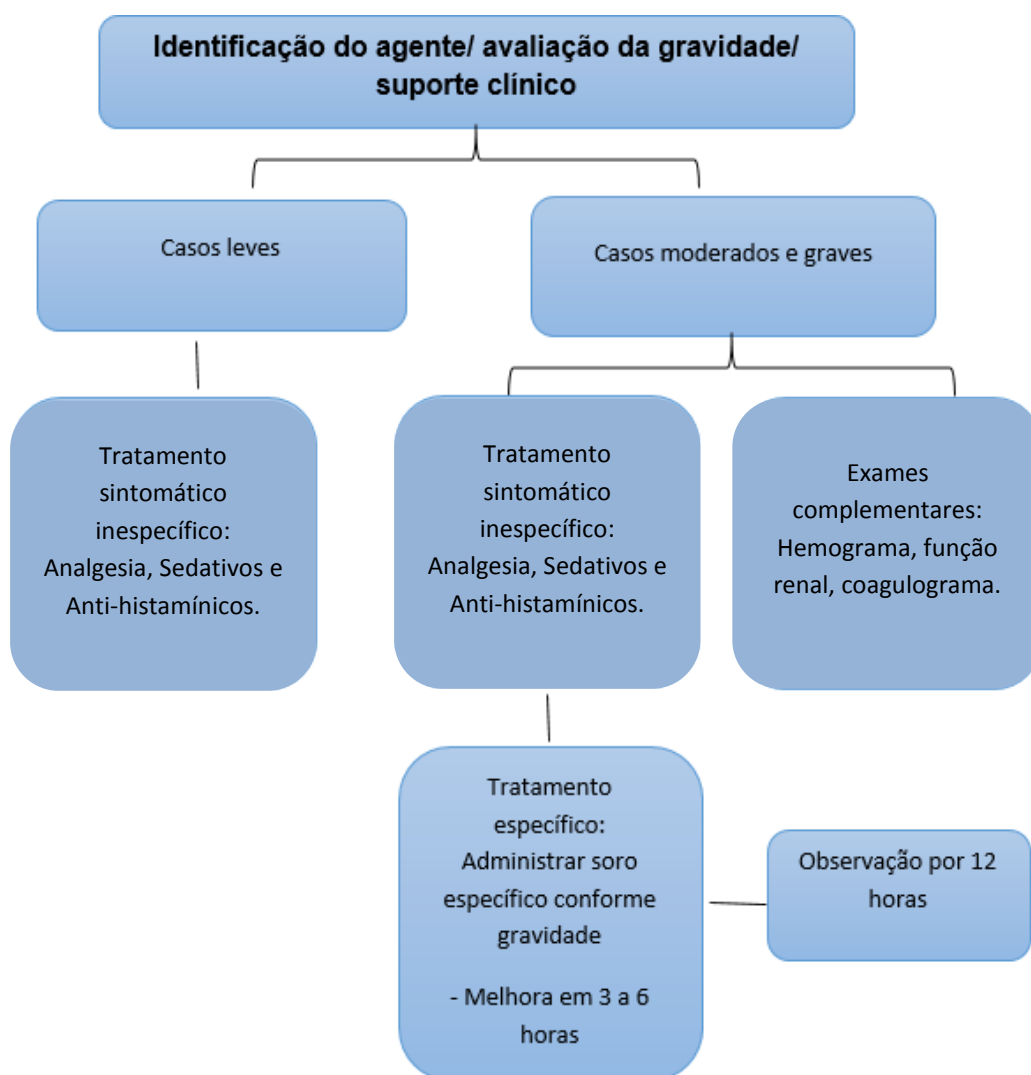 Identificação do agente/ avaliação da gravidade/
suporte clínico
Casos leves
Casos moderados e graves
Tratamento
sintomático
inespecífico:
Analgesia, Sedativos e
Anti-histamínicos.
Tratamento
sintomático
inespecífico:
Analgesia, Sedativos e
Anti-histamínicos.
Exames
complementares:
Hemograma, função
renal, coagulograma.
Tratamento
específico:
Administrar soro
específico conforme
gravidade
- Melhora em 3 a 6
horas
Observação por 12
horas